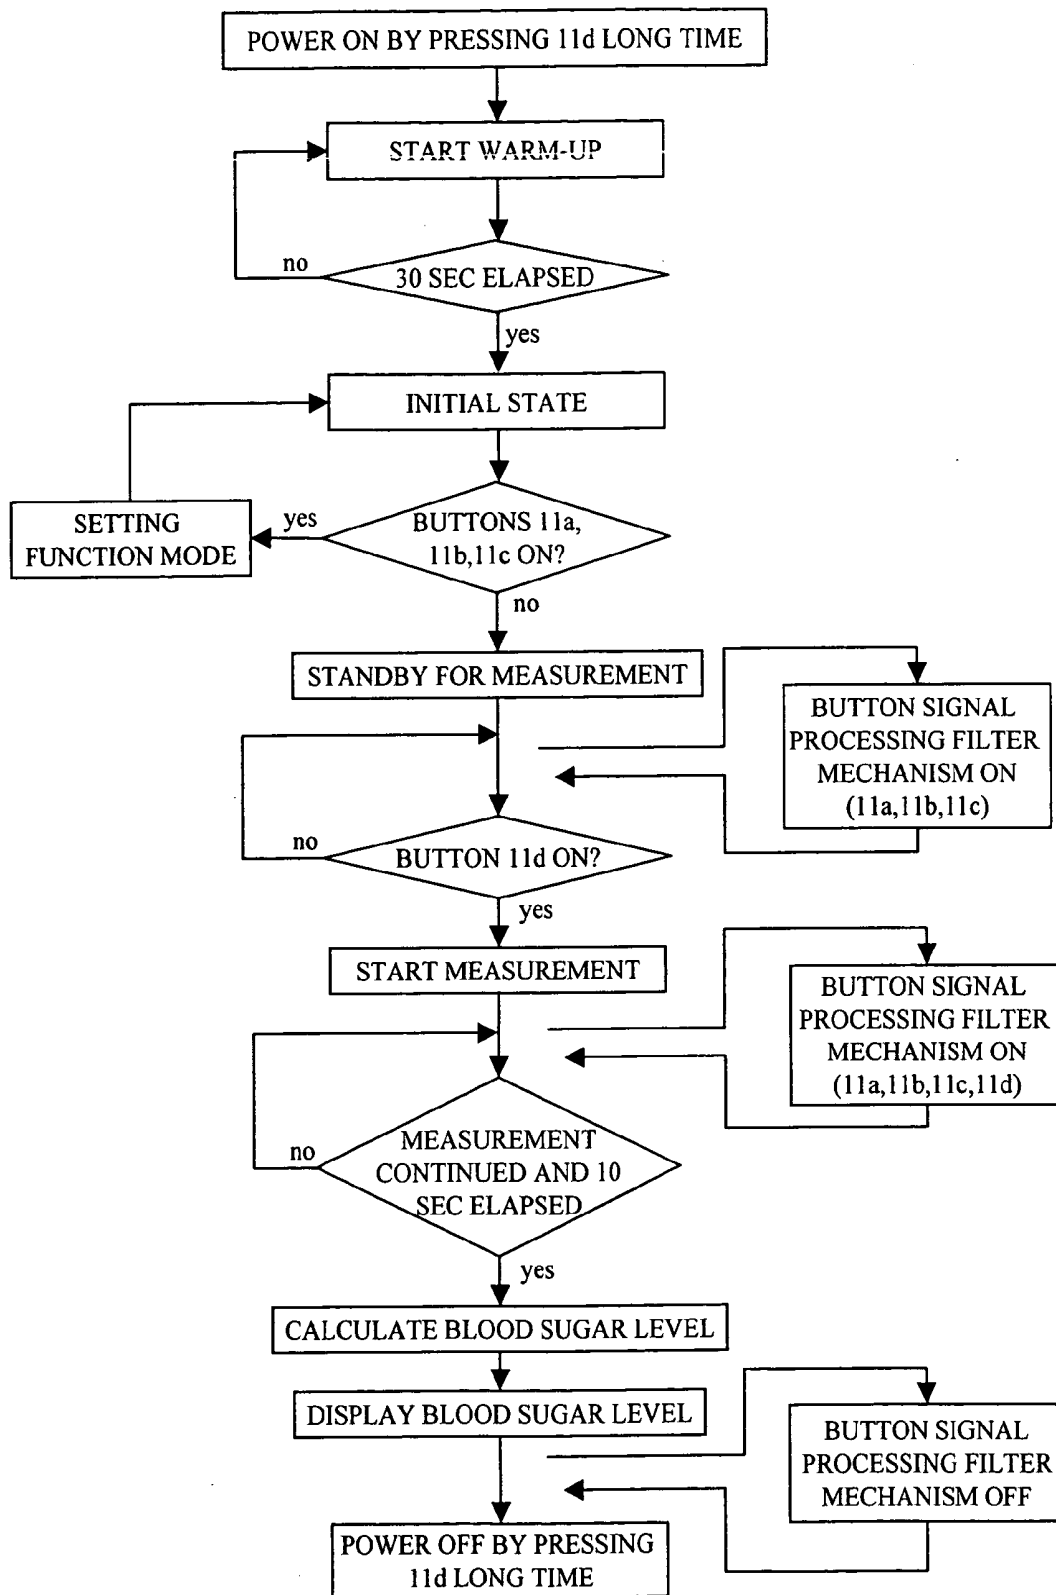 POWER ON BY PRESSING 11d LONG TIME
START WARM-UP
no
30 SEC ELAPSED
yes
INITIAL STATE
SETTING
FUNCTION MODE
yes
BUTTONS 11a,
11b,11c ON?
no
STANDBY FOR MEASUREMENT
BUTTON SIGNAL
PROCESSING FILTER
MECHANISM ON
(11a,11b,11c)
no
BUTTON 11d ON?
yes
START MEASUREMENT
BUTTON SIGNAL
PROCESSING FILTER
MECHANISM ON
(11a,11b,11c,11d)
no
MEASUREMENT
CONTINUED AND 10
SEC ELAPSED
yes
CALCULATE BLOOD SUGAR LEVEL
DISPLAY BLOOD SUGAR LEVEL
BUTTON SIGNAL
PROCESSING FILTER
MECHANISM OFF
POWER OFF BY PRESSING
11d LONG TIME